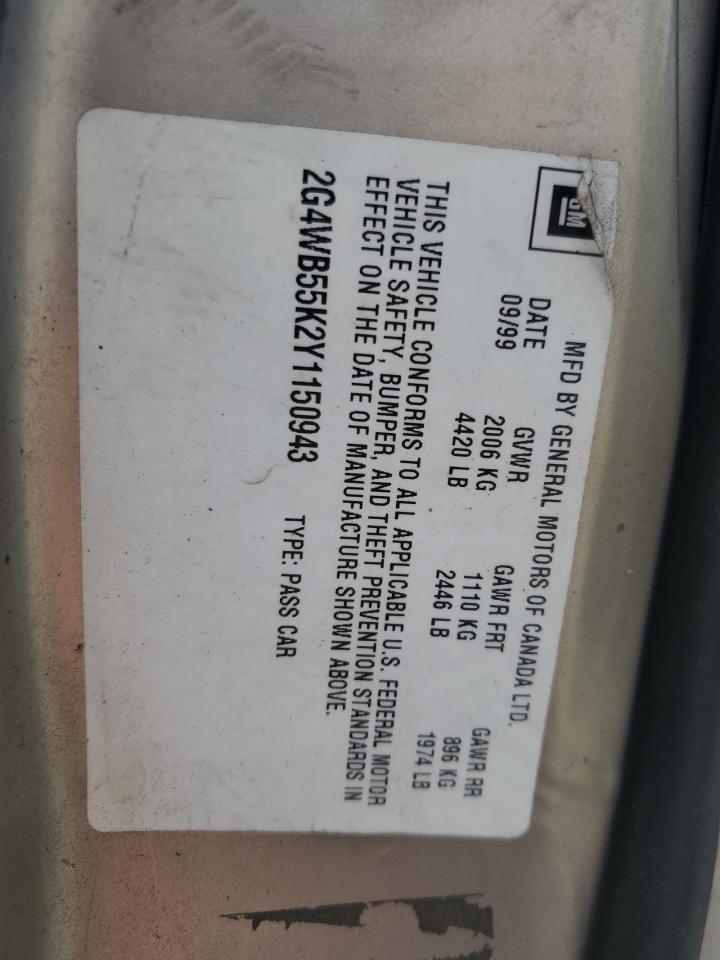 GM
MFD BY GENERAL MOTORS OF CANADA LTD.
DATE GVWR GAWR FRT GAWR RR
09/99 2006 KG 1110 KG 896 KG
4420 LB 2446 LB 1974 LB
THIS VEHICLE CONFORMS TO ALL APPLICABLE U.S. FEDERAL MOTOR
VEHICLE SAFETY, BUMPER, AND THEFT PREVENTION STANDARDS IN
EFFECT ON THE DATE OF MANUFACTURE SHOWN ABOVE.
2G4WB55K2Y1150943 TYPE: PASS CAR